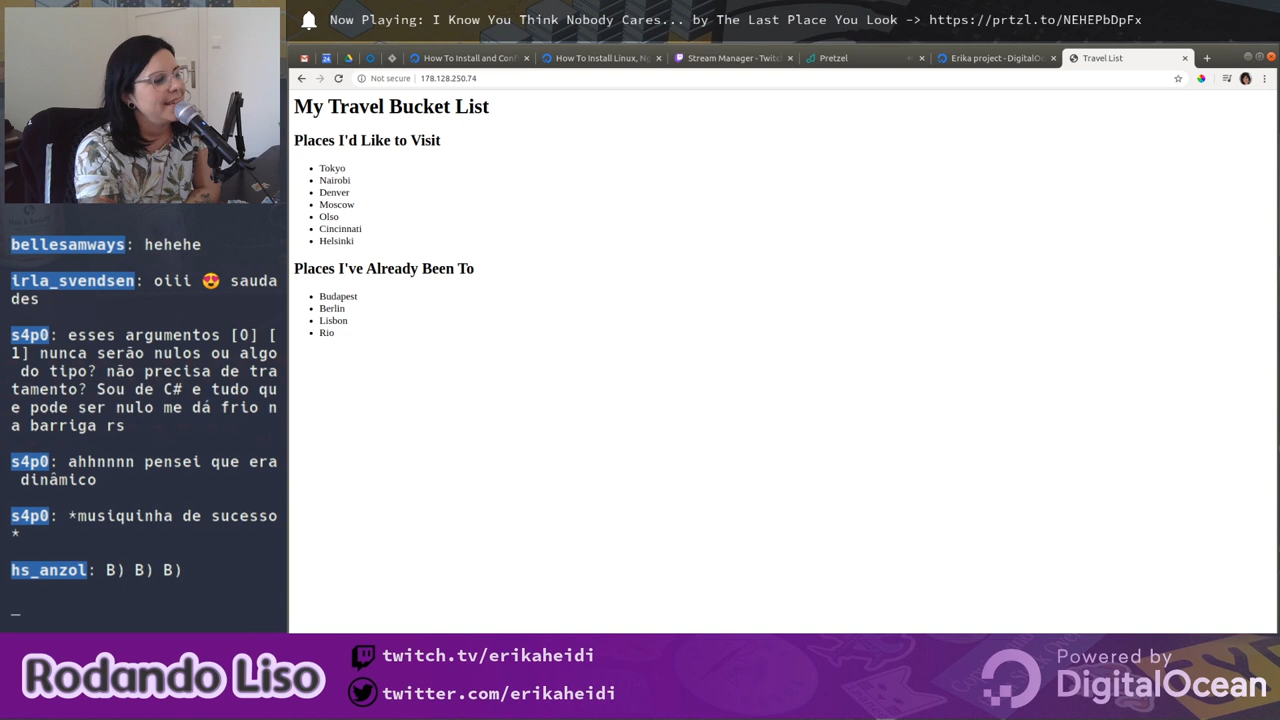 Now Playing: I Know You Think Nobody Cares... by The Last Place You Look -> https://prtzl.to/NEHEPbDpFx
How To Install and Conf
How To Install Linux, Ng
Stream Manager - Twitch
Pretzel
Erika project - DigitalOc
Travel List
Not secure
178.128.250.74
My Travel Bucket List
Places I'd Like to Visit
Tokyo
Nairobi
Denver
Moscow
Olso
Cincinnati
Helsinki
Places I've Already Been To
Budapest
Berlin
Lisbon
Rio
bellesamways: hehehe
irla_svendsen: oiii 😍 sauda
des
s4p0: esses argumentos [0] [
1] nunca serão nulos ou algo
do tipo? não precisa de tra
tamento? Sou de C# e tudo qu
e pode ser nulo me dá frio n
a barriga rs
s4p0: ahhnnnn pensei que era
dinâmico
s4p0: *musiquinha de sucesso
*
hs_anzol: B) B) B)
_
Rodando Liso
twitch.tv/erikaheidi
twitter.com/erikaheidi
Powered by
DigitalOcean